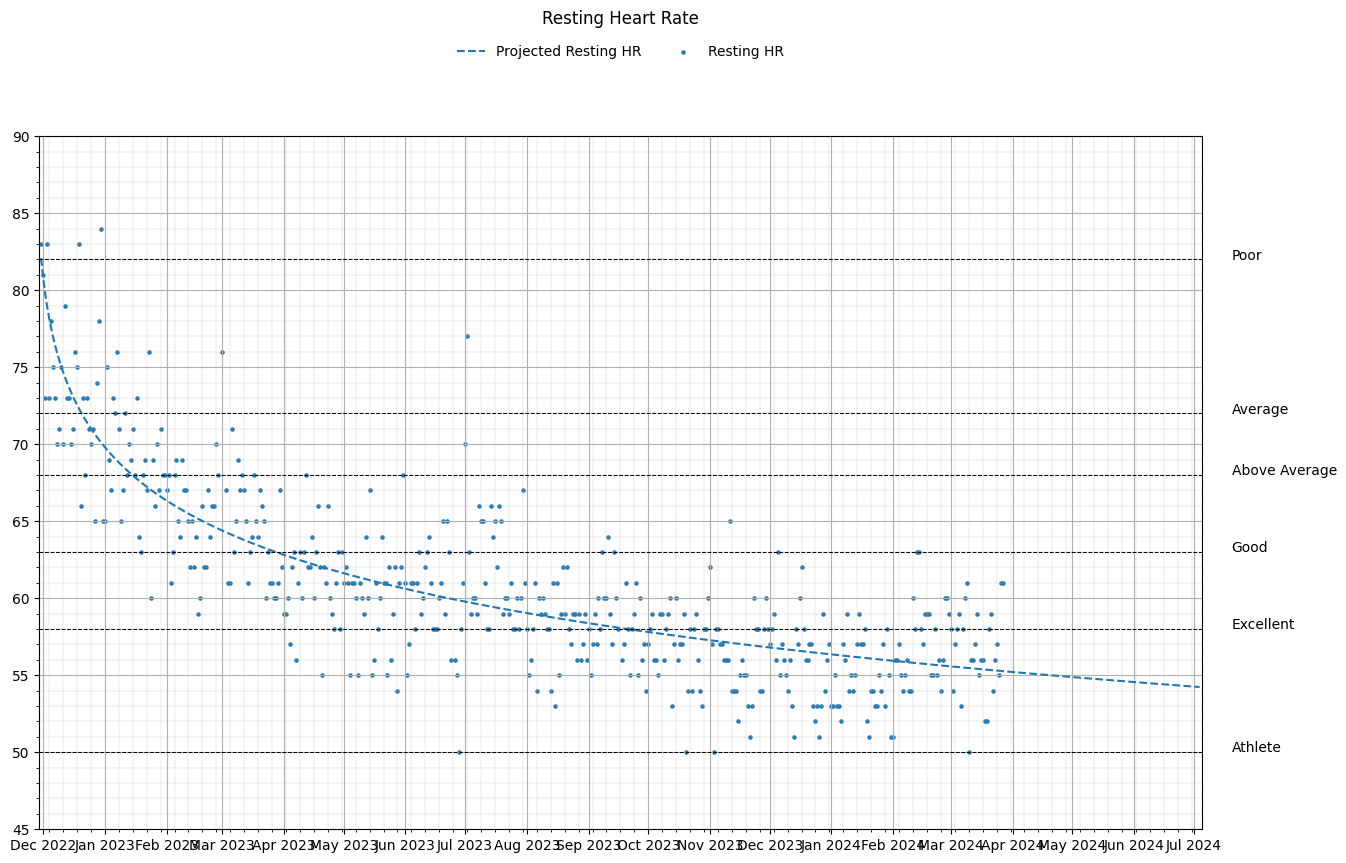 Resting Heart Rate
Projected Resting HR Resting HR
90
85
Poor
80
75
Average
70
Above Average
65
Good
60
Excellent
55
50
Athlete
45
Dec 2022 Jan 2023 Feb 2023 Mar 2023 Apr 2023 May 2023 Jun 2023 Jul 2023 Aug 2023 Sep 2023 Oct 2023 Nov 2023 Dec 2023 Jan 2024 Feb 2024 Mar 2024 Apr 2024 May 2024 Jun 2024 Jul 2024